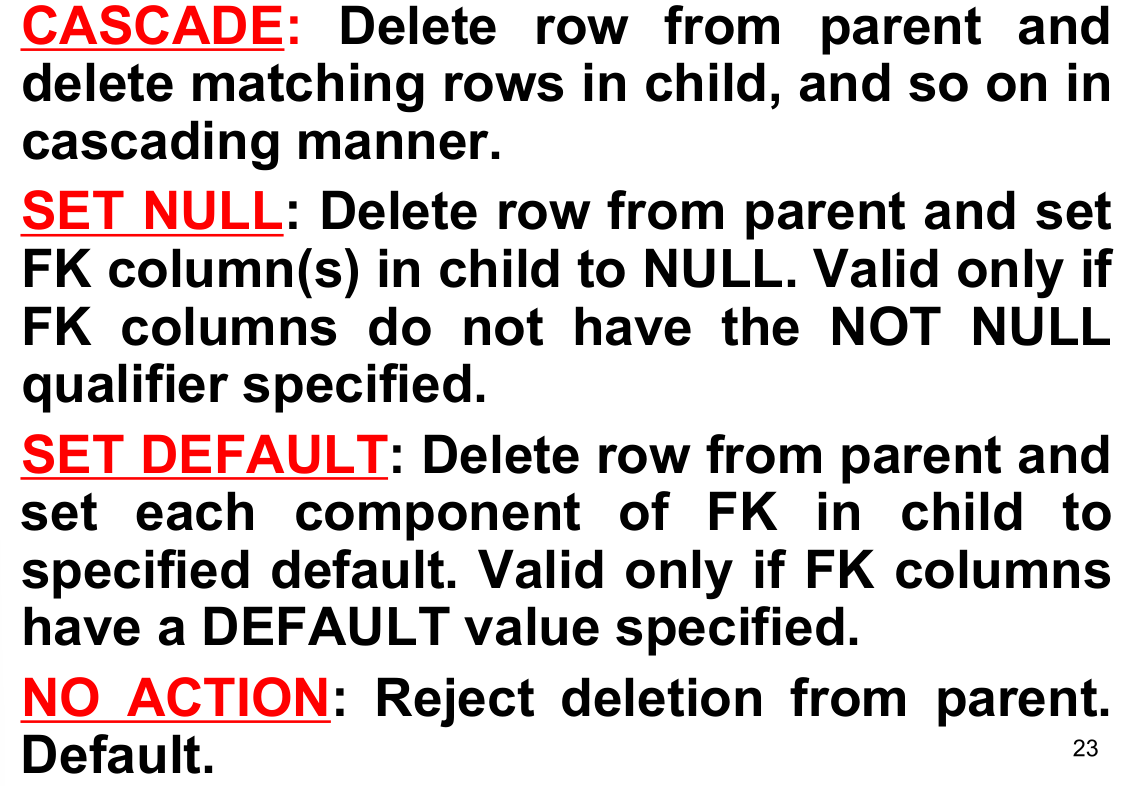 CASCADE: Delete row from parent and
delete matching rows in child, and so on in
cascading manner.
SET NULL: Delete row from parent and set
FK column(s) in child to NULL. Valid only if
FK columns do not have the NOT NULL
qualifier specified.
SET DEFAULT: Delete row from parent and
set each component of FK in child to
specified default. Valid only if FK columns
have a DEFAULT value specified.
NO ACTION: Reject deletion from parent.
Default.
23